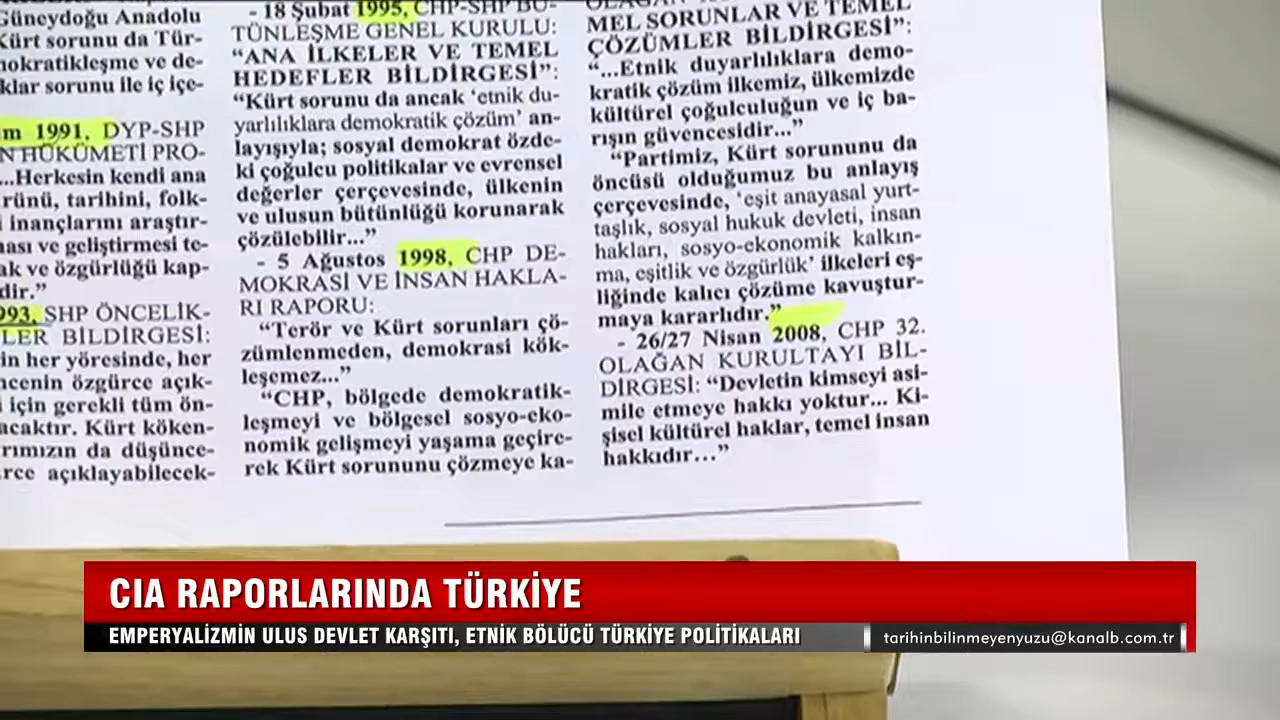 Güneydoğu Anadolu
Kürt sorunu da Tür-
okratikleşme ve de-
klar sorunu ile iç içe-
1991, DYP-SHP
N HÜKÜMETİ PRO-
...Herkesin kendi ana
rünü, tarihini, folk-
i inançlarını araştır-
ası ve geliştirmesi te-
ak ve özgürlüğü kap-
dir.”
993, SHP ÖNCELİK-
LER BİLDİRGESİ:
in her yöresinde, her
ncenin özgürce açık-
i için gerekli tüm ön-
acaktır. Kürt köken-
rımızın da düşünce-
rce açıklayabilecek-
- 18 Şubat 1995, CHP-SHP BÜ-
TÜNLEŞME GENEL KURULU:
“ANA İLKELER VE TEMEL
HEDEFLER BİLDİRGESİ”:
“Kürt sorunu da ancak ‘etnik du-
yarlılıklara demokratik çözüm’ an-
layışıyla; sosyal demokrat özde-
ki çoğulcu politikalar ve evrensel
değerler çerçevesinde, ülkenin
ve ulusun bütünlüğü korunarak
çözülebilir...”
- 5 Ağustos 1998, CHP DE-
MOKRASİ VE İNSAN HAKLA-
RI RAPORU:
“Terör ve Kürt sorunları çö-
zümlenmeden, demokrasi kök-
leşemez...”
“CHP, bölgede demokratik-
leşmeyi ve bölgesel sosyo-eko-
nomik gelişmeyi yaşama geçire-
rek Kürt sorununu çözmeye ka-
MEL SORUNLAR VE TEMEL
ÇÖZÜMLER BİLDİRGESİ”:
“...Etnik duyarlılıklara demo-
kratik çözüm ilkemiz, ülkemizde
kültürel çoğulculuğun ve iç ba-
rışın güvencesidir...”
“Partimiz, Kürt sorununu da
öncüsü olduğumuz bu anlayış
çerçevesinde, ‘eşit anayasal yurt-
taşlık, sosyal hukuk devleti, insan
hakları, sosyo-ekonomik kalkın-
ma, eşitlik ve özgürlük’ ilkeleri eş-
liğinde kalıcı çözüme kavuştur-
maya kararlıdır.”
- 26/27 Nisan 2008, CHP 32.
OLAĞAN KURULTAYI BİL-
DİRGESİ: “Devletin kimseyi asi-
mile etmeye hakkı yoktur... Ki-
şisel kültürel haklar, temel insan
hakkıdır...”
CIA RAPORLARINDA TÜRKİYE
EMPERYALİZMİN ULUS DEVLET KARŞITI, ETNİK BÖLÜCÜ TÜRKİYE POLİTİKALARI
tarihinbilinmeyenyuzu@kanalb.com.tr